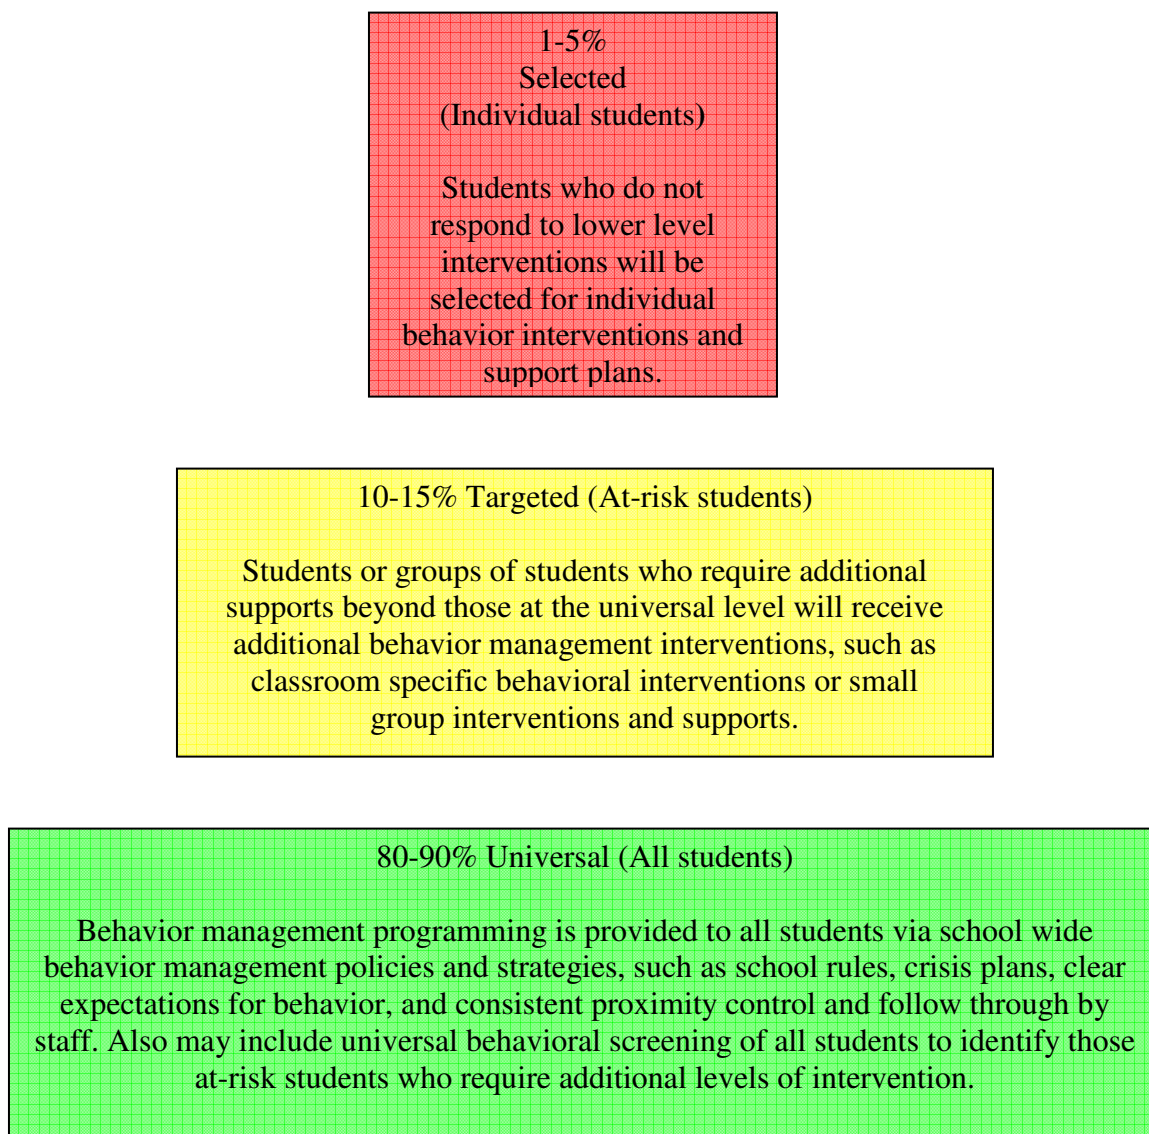 1-5%
Selected
(Individual students)
Students who do not
respond to lower level
interventions will be
selected for individual
behavior interventions and
support plans.
10-15% Targeted (At-risk students)
Students or groups of students who require additional
supports beyond those at the universal level will receive
additional behavior management interventions, such as
classroom specific behavioral interventions or small
group interventions and supports.
80-90% Universal (All students)
Behavior management programming is provided to all students via school wide
behavior management policies and strategies, such as school rules, crisis plans, clear
expectations for behavior, and consistent proximity control and follow through by
staff. Also may include universal behavioral screening of all students to identify those
at-risk students who require additional levels of intervention.